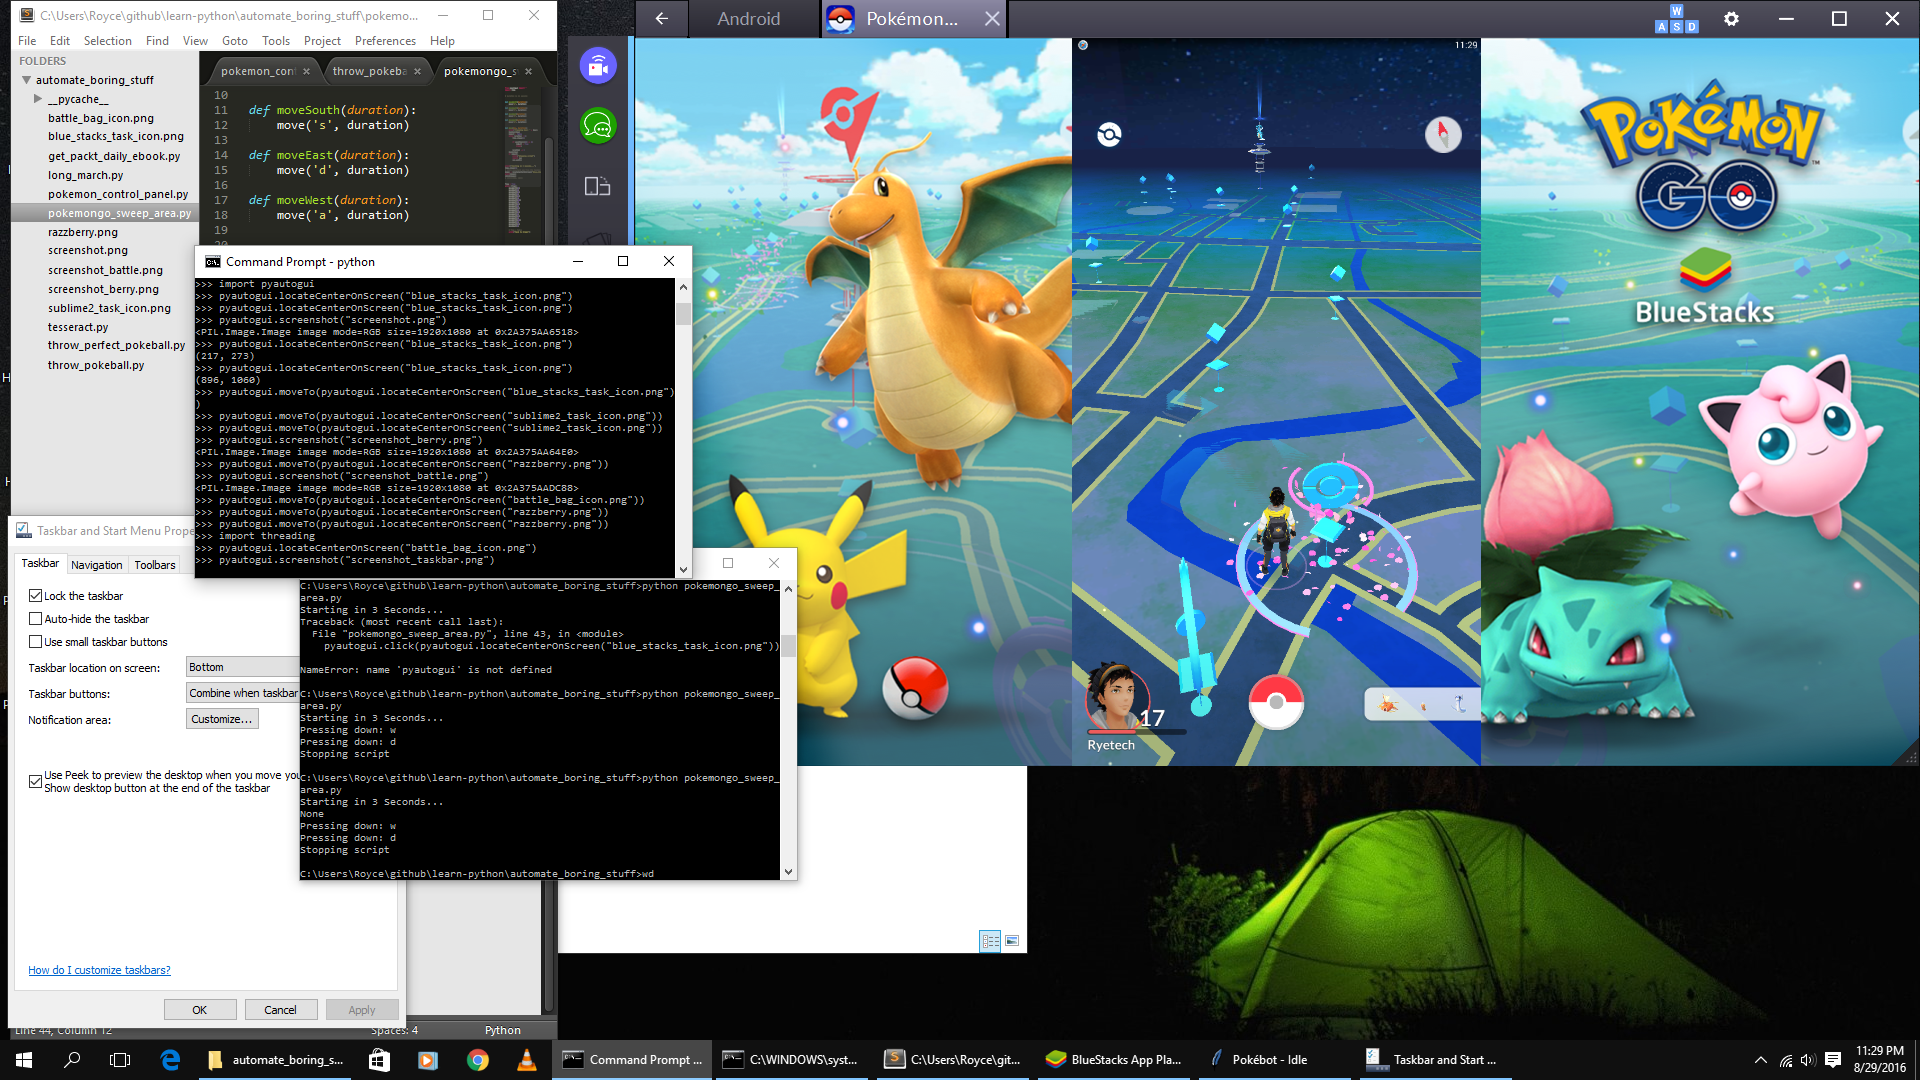 C:\Users\Royce\github\learn-python\automate_boring_stuff\pokemo...
File Edit Selection Find View Goto Tools Project Preferences Help
FOLDERS
automate_boring_stuff
__pycache__
battle_bag_icon.png
blue_stacks_task_icon.png
get_packt_daily_ebook.py
long_march.py
pokemon_control_panel.py
pokemongo_sweep_area.py
razzberry.png
screenshot.png
screenshot_battle.png
screenshot_berry.png
sublime2_task_icon.png
tesseract.py
throw_perfect_pokeball.py
throw_pokeball.py
pokemon_cont × throw_pokeba × pokemongo_s ×
10
11 def moveSouth(duration):
12 move('s', duration)
13
14 def moveEast(duration):
15 move('d', duration)
16
17 def moveWest(duration):
18 move('a', duration)
19
Command Prompt - python
>>> import pyautogui
>>> pyautogui.locateCenterOnScreen("blue_stacks_task_icon.png")
>>> pyautogui.locateCenterOnScreen("blue_stacks_task_icon.png")
>>> pyautogui.screenshot("screenshot.png")
<PIL.Image.Image image mode=RGB size=1920x1080 at 0x2A375AA6518>
>>> pyautogui.locateCenterOnScreen("blue_stacks_task_icon.png")
(217, 273)
>>> pyautogui.locateCenterOnScreen("blue_stacks_task_icon.png")
(896, 1060)
>>> pyautogui.moveTo(pyautogui.locateCenterOnScreen("blue_stacks_task_icon.png")
)
>>> pyautogui.moveTo(pyautogui.locateCenterOnScreen("sublime2_task_icon.png"))
>>> pyautogui.moveTo(pyautogui.locateCenterOnScreen("sublime2_task_icon.png"))
>>> pyautogui.screenshot("screenshot_berry.png")
<PIL.Image.Image image mode=RGB size=1920x1080 at 0x2A375AA64E0>
>>> pyautogui.moveTo(pyautogui.locateCenterOnScreen("razzberry.png"))
>>> pyautogui.screenshot("screenshot_battle.png")
<PIL.Image.Image image mode=RGB size=1920x1080 at 0x2A375AADC88>
>>> pyautogui.moveTo(pyautogui.locateCenterOnScreen("battle_bag_icon.png"))
>>> pyautogui.moveTo(pyautogui.locateCenterOnScreen("razzberry.png"))
>>> pyautogui.moveTo(pyautogui.locateCenterOnScreen("razzberry.png"))
>>> import threading
>>> pyautogui.locateCenterOnScreen("battle_bag_icon.png")
>>> pyautogui.screenshot("screenshot_taskbar.png")
Taskbar and Start Menu Prope
Taskbar Navigation Toolbars
Lock the taskbar
Auto-hide the taskbar
Use small taskbar buttons
Taskbar location on screen: Bottom
Taskbar buttons: Combine when taskbar
Notification area: Customize...
Use Peek to preview the desktop when you move you
Show desktop button at the end of the taskbar
How do I customize taskbars?
OK Cancel Apply
C:\Users\Royce\github\learn-python\automate_boring_stuff>python pokemongo_sweep_
area.py
Starting in 3 Seconds...
Traceback (most recent call last):
File "pokemongo_sweep_area.py", line 43, in <module>
pyautogui.click(pyautogui.locateCenterOnScreen("blue_stacks_task_icon.png"))
NameError: name 'pyautogui' is not defined
C:\Users\Royce\github\learn-python\automate_boring_stuff>python pokemongo_sweep_
area.py
Starting in 3 Seconds...
Pressing down: w
Pressing down: d
Stopping script
C:\Users\Royce\github\learn-python\automate_boring_stuff>python pokemongo_sweep_
area.py
Starting in 3 Seconds...
None
Pressing down: w
Pressing down: d
Stopping script
C:\Users\Royce\github\learn-python\automate_boring_stuff>wd
Line 44, Column 12 Spaces: 4 Python
Android Pokémon...
W
A S D
11:29
17
Ryetech
POKéMON
TM
GO
BlueStacks
automate_boring_s...
Command Prompt ...
C:\WINDOWS\syst...
C:\Users\Royce\git...
BlueStacks App Pla...
Pokébot - Idle
Taskbar and Start ...
11:29 PM
8/29/2016